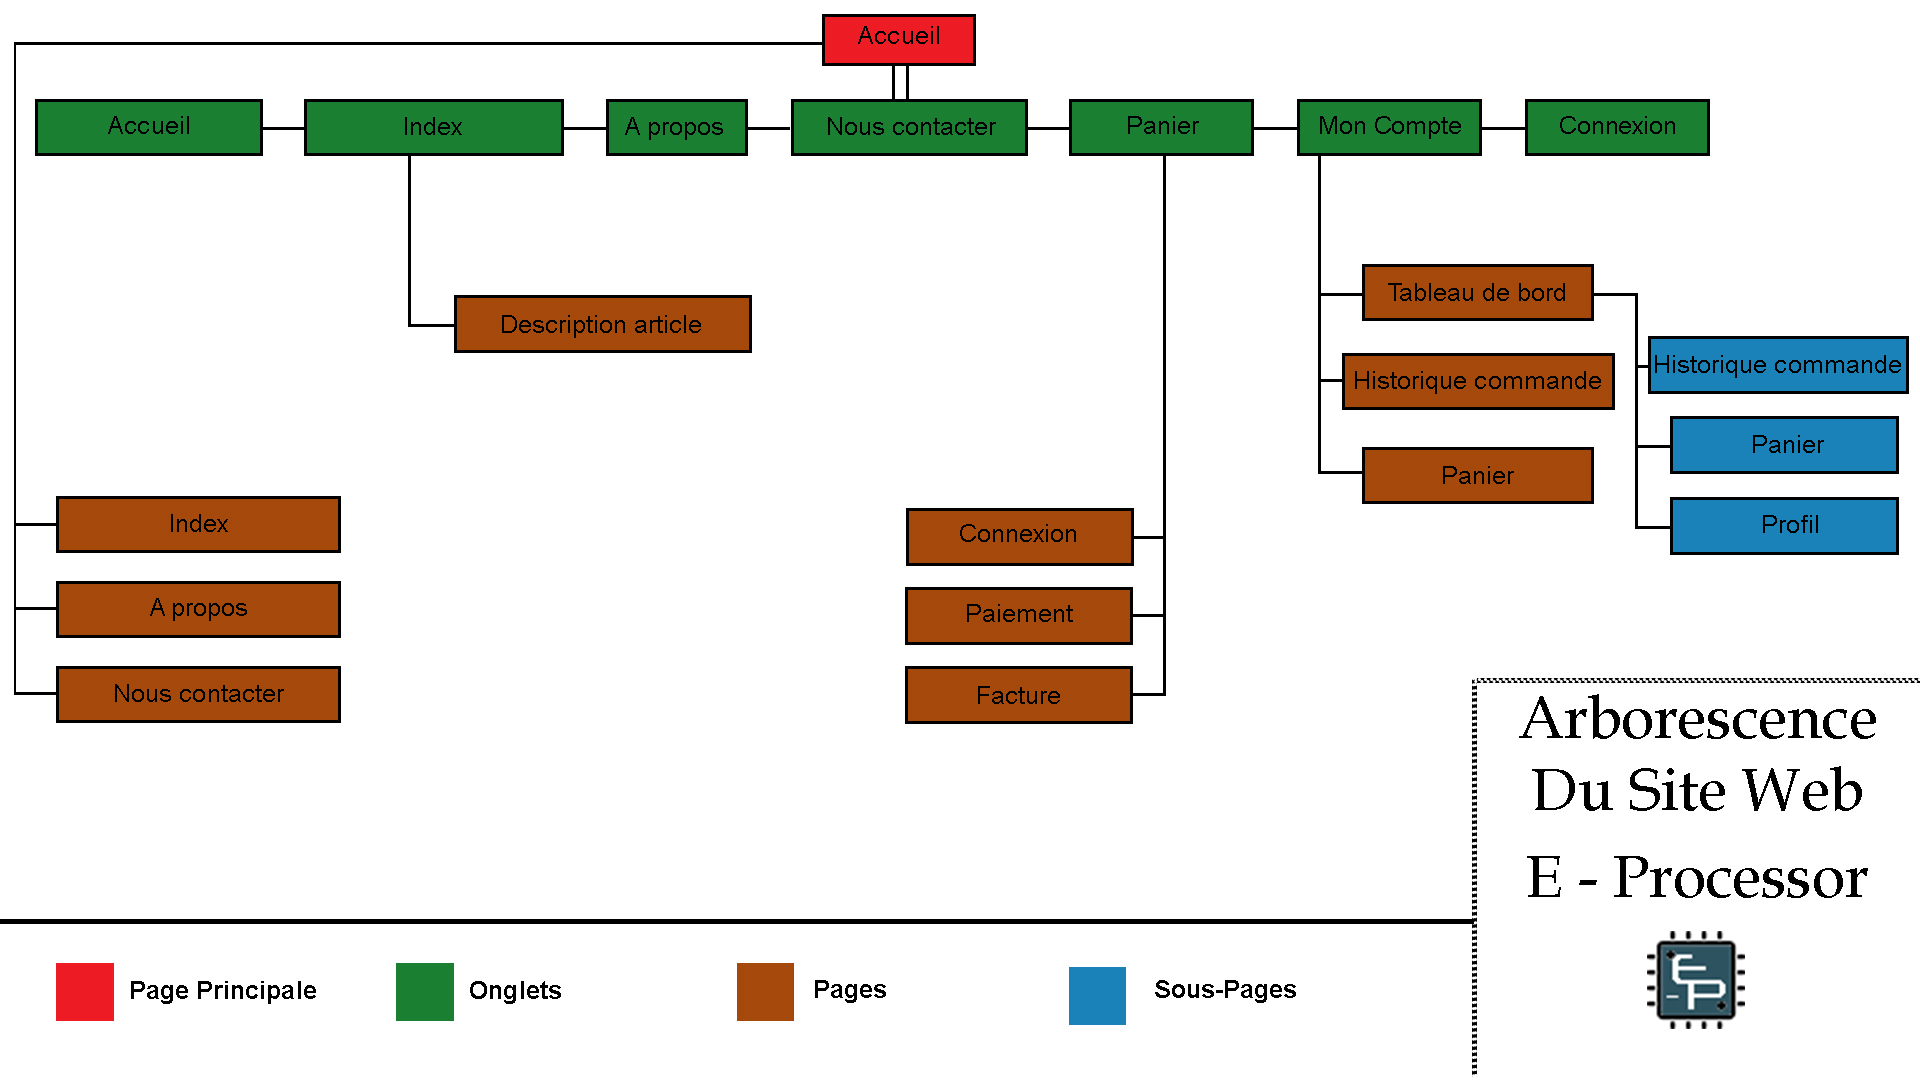 Accueil
Accueil
Index
A propos
Nous contacter
Panier
Mon Compte
Connexion
Tableau de bord
Description article
Historique commande
Historique commande
Panier
Panier
Index
Connexion
Profil
A propos
Paiement
Nous contacter
Facture
Arborescence
Du Site Web
E - Processor
EP
Page Principale
Onglets
Pages
Sous-Pages